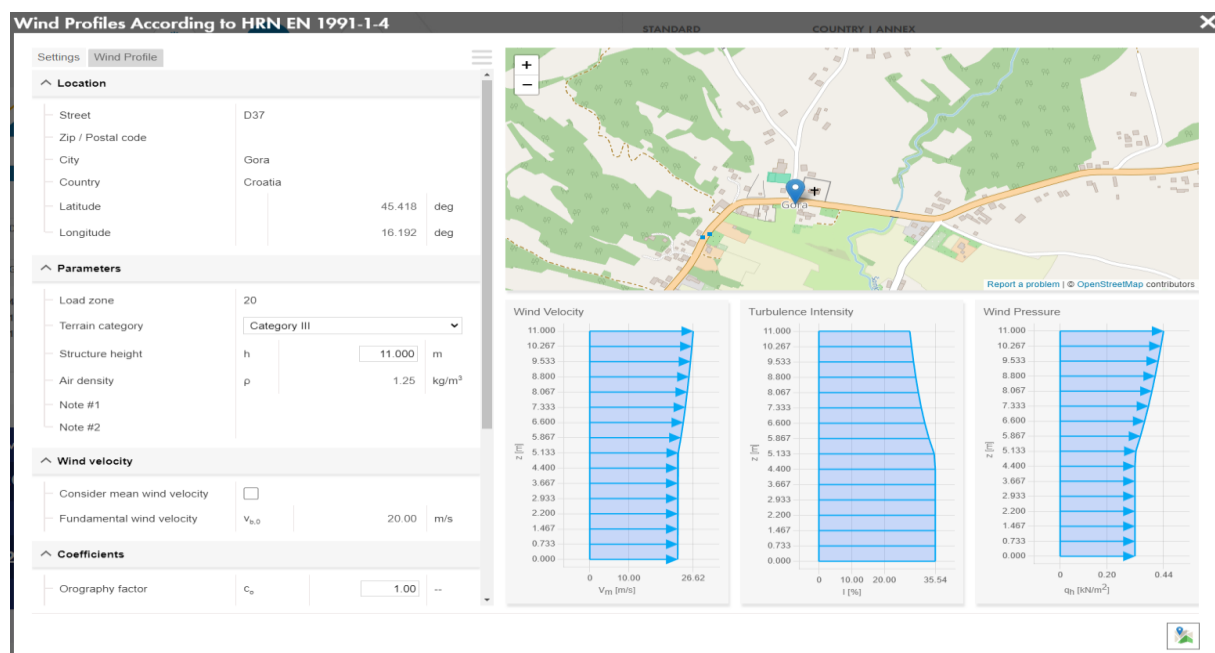 Wind Profiles According to HRN EN 1991-1-4
STANDARD
COUNTRY | ANNEX
Settings
Wind Profile
Location
Street D37
Zip / Postal code
City Gora
Country Croatia
Latitude 45.418 deg
Longitude 16.192 deg
Parameters
Load zone 20
Terrain category Category III
Structure height h 11.000 m
Air density ρ 1.25 kg/m³
Note #1
Note #2
Wind velocity
Consider mean wind velocity
Fundamental wind velocity vb,0 20.00 m/s
Coefficients
Orography factor co 1.00 --
+
−
Gora
Report a problem | © OpenStreetMap contributors
Wind Velocity
11.000
10.267
9.533
8.800
8.067
7.333
6.600
5.867
5.133
4.400
3.667
2.933
2.200
1.467
0.733
0.000
z [m]
0 10.00 26.62
Vm [m/s]
Turbulence Intensity
11.000
10.267
9.533
8.800
8.067
7.333
6.600
5.867
5.133
4.400
3.667
2.933
2.200
1.467
0.733
0.000
z [m]
0 10.00 20.00 35.54
I [%]
Wind Pressure
11.000
10.267
9.533
8.800
8.067
7.333
6.600
5.867
5.133
4.400
3.667
2.933
2.200
1.467
0.733
0.000
z [m]
0 0.20 0.44
qh [kN/m²]